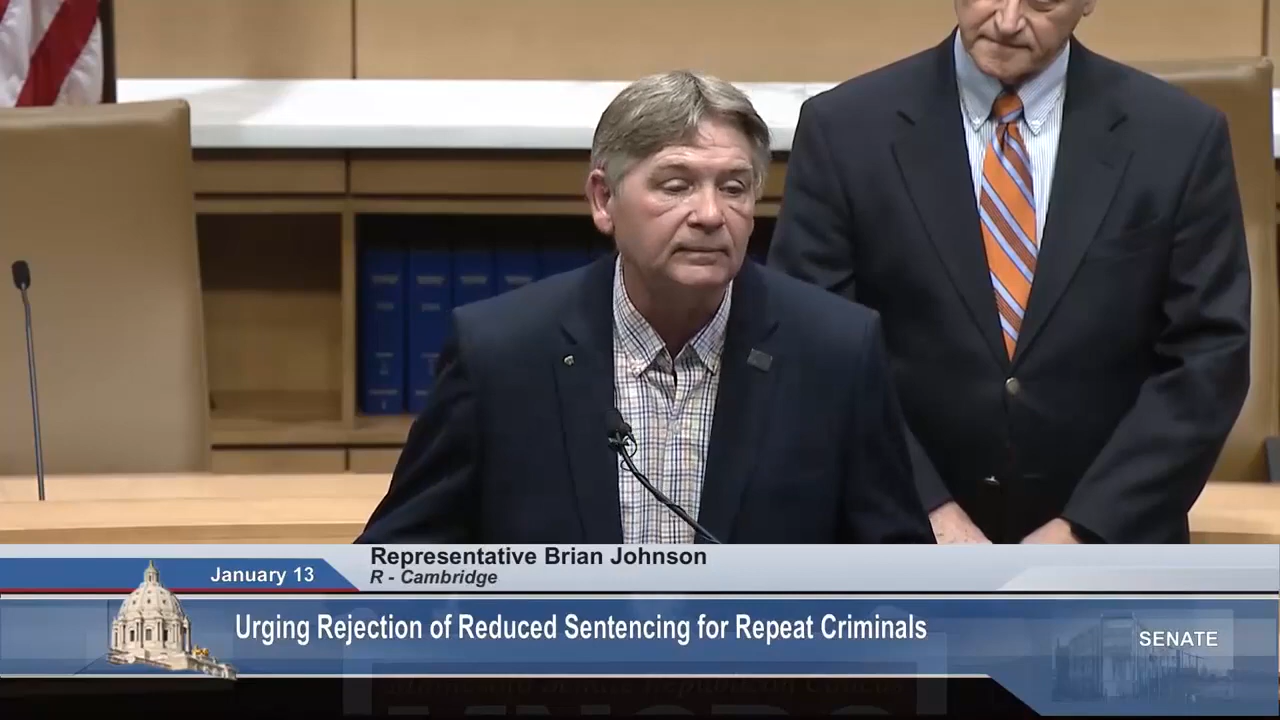 Representative Brian Johnson
January 13
R - Cambridge
Urging Rejection of Reduced Sentencing for Repeat Criminals
SENATE